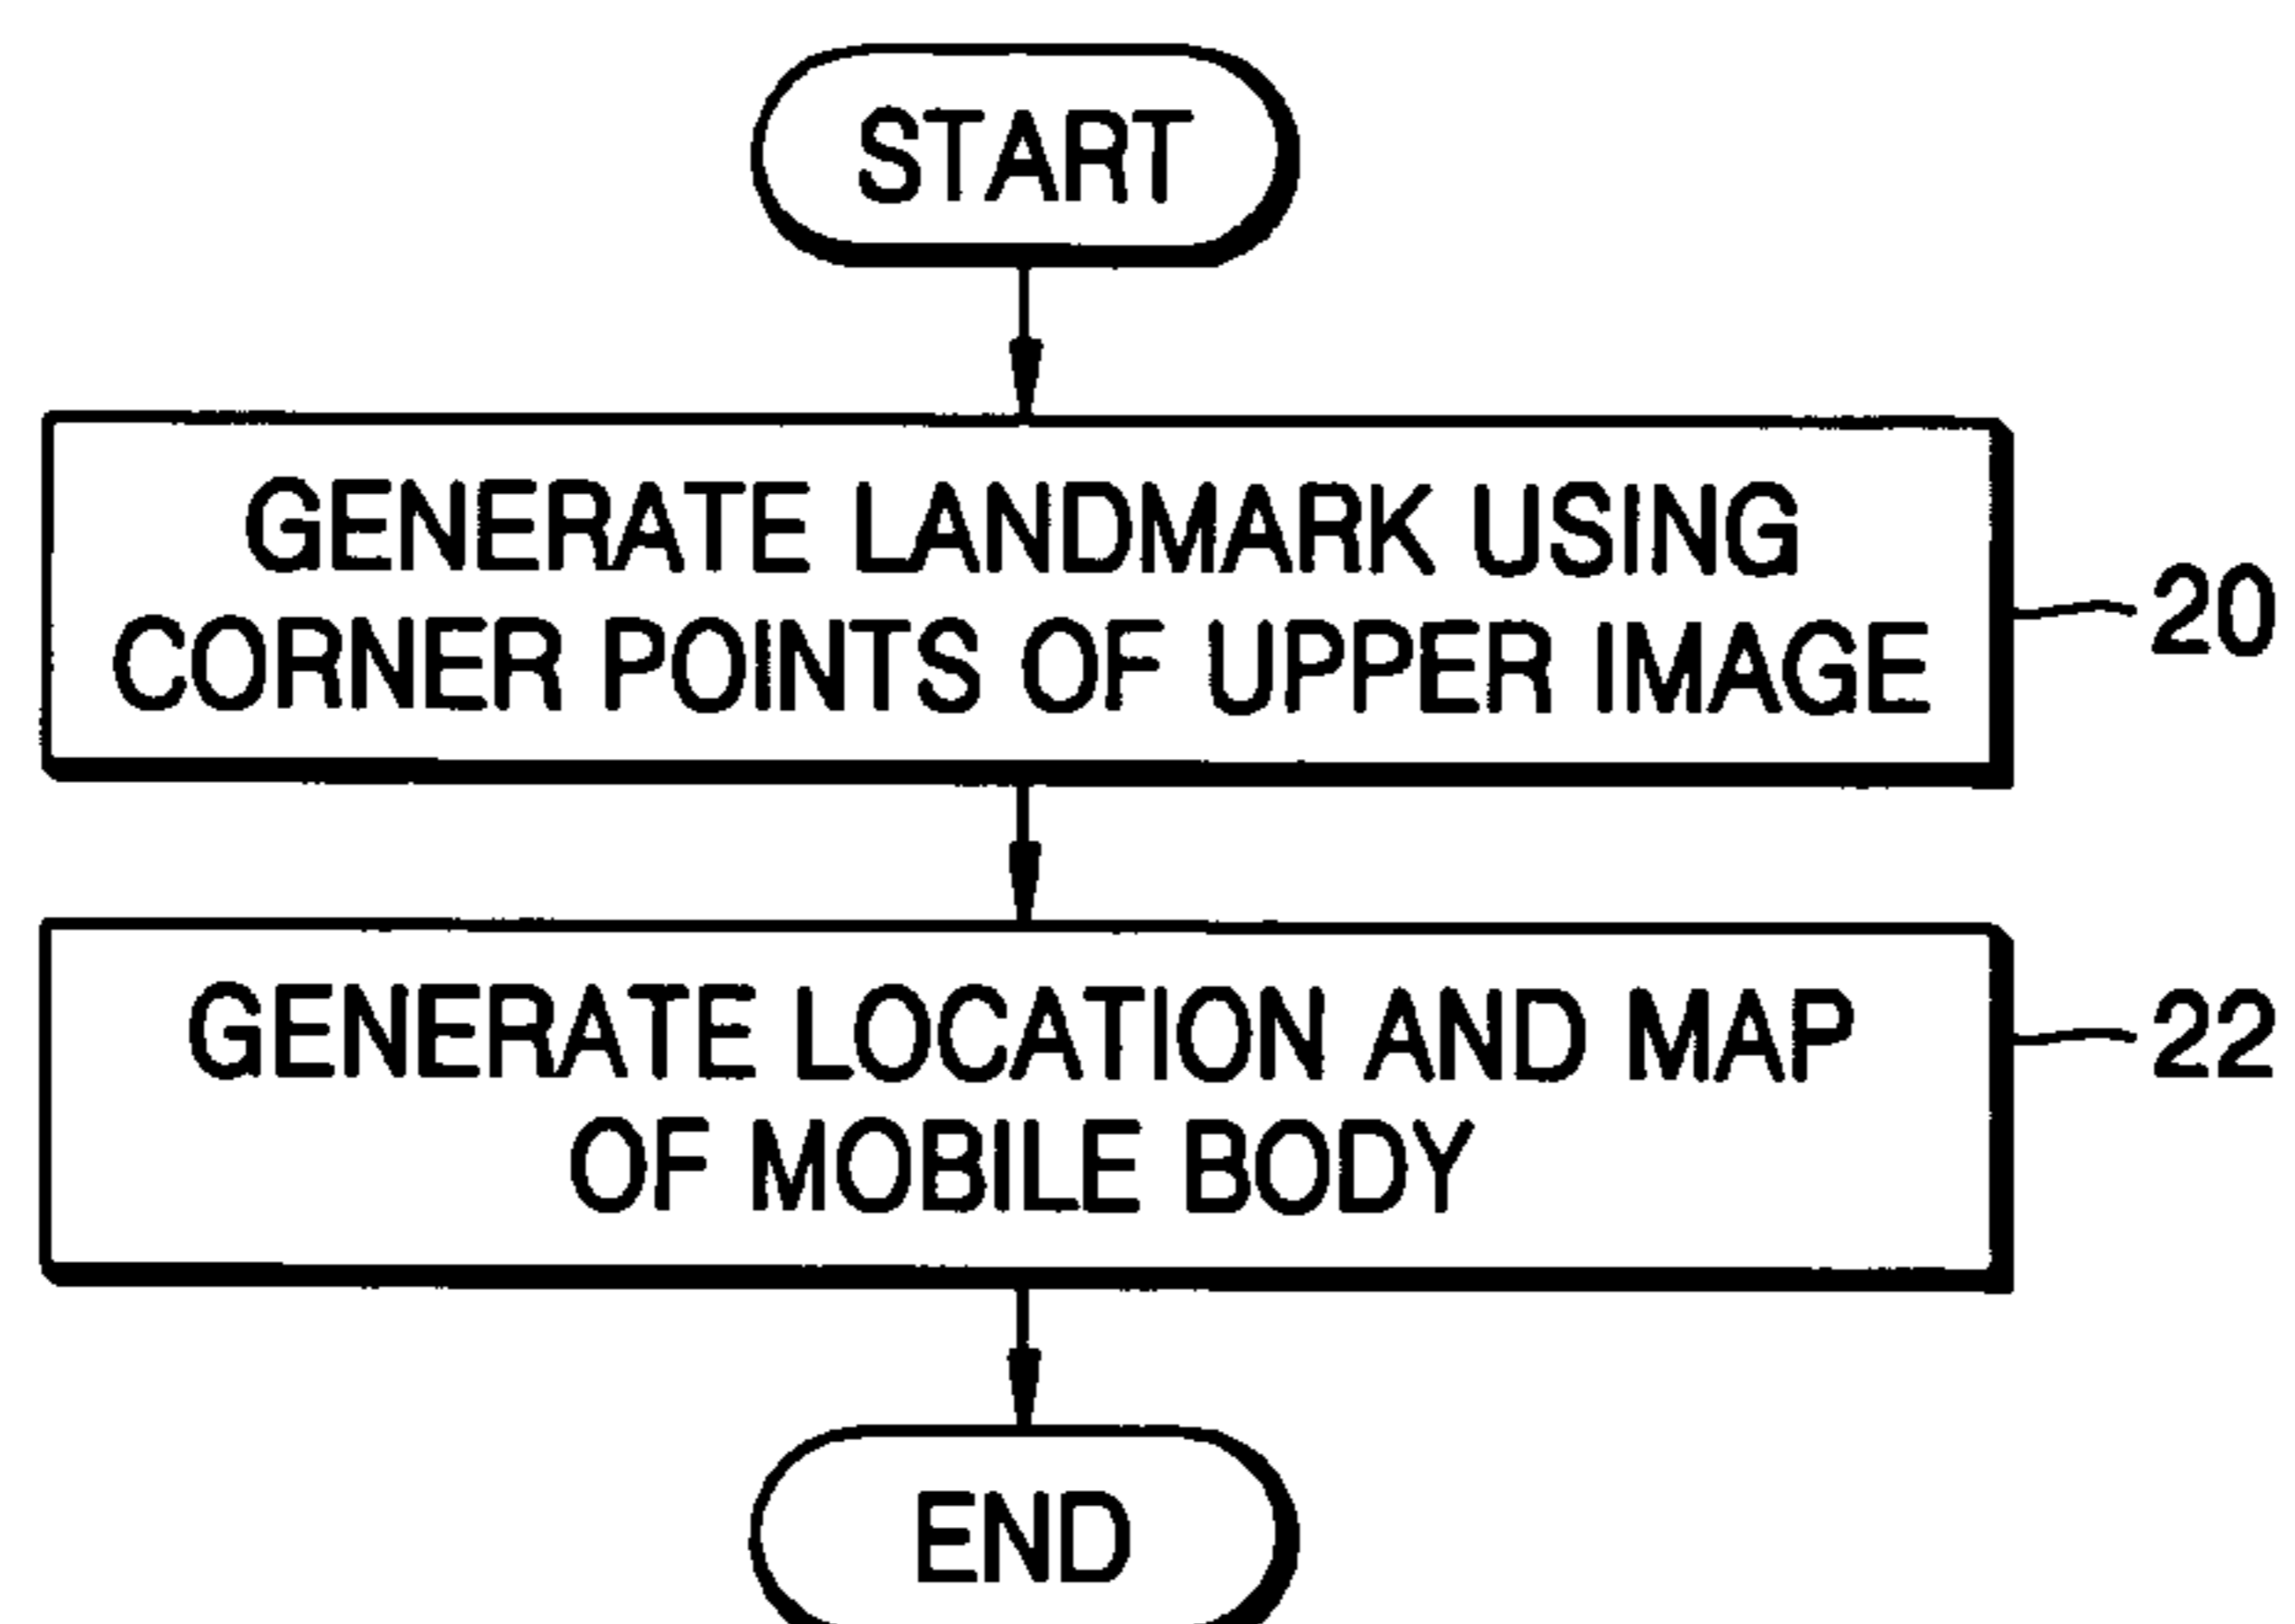 START
GENERATE LANDMARK USING
CORNER POINTS OF UPPER IMAGE
20
GENERATE LOCATION AND MAP
OF MOBILE BODY
22
END